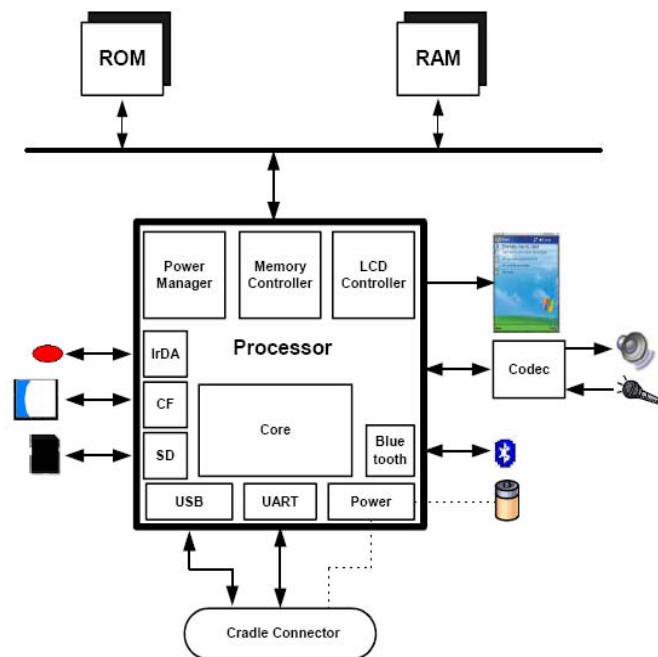 ROM
RAM
Power
Manager
Memory
Controller
LCD
Controller
Processor
IrDA
CF
SD
Core
Blue
tooth
USB
UART
Power
Codec
Cradle Connector